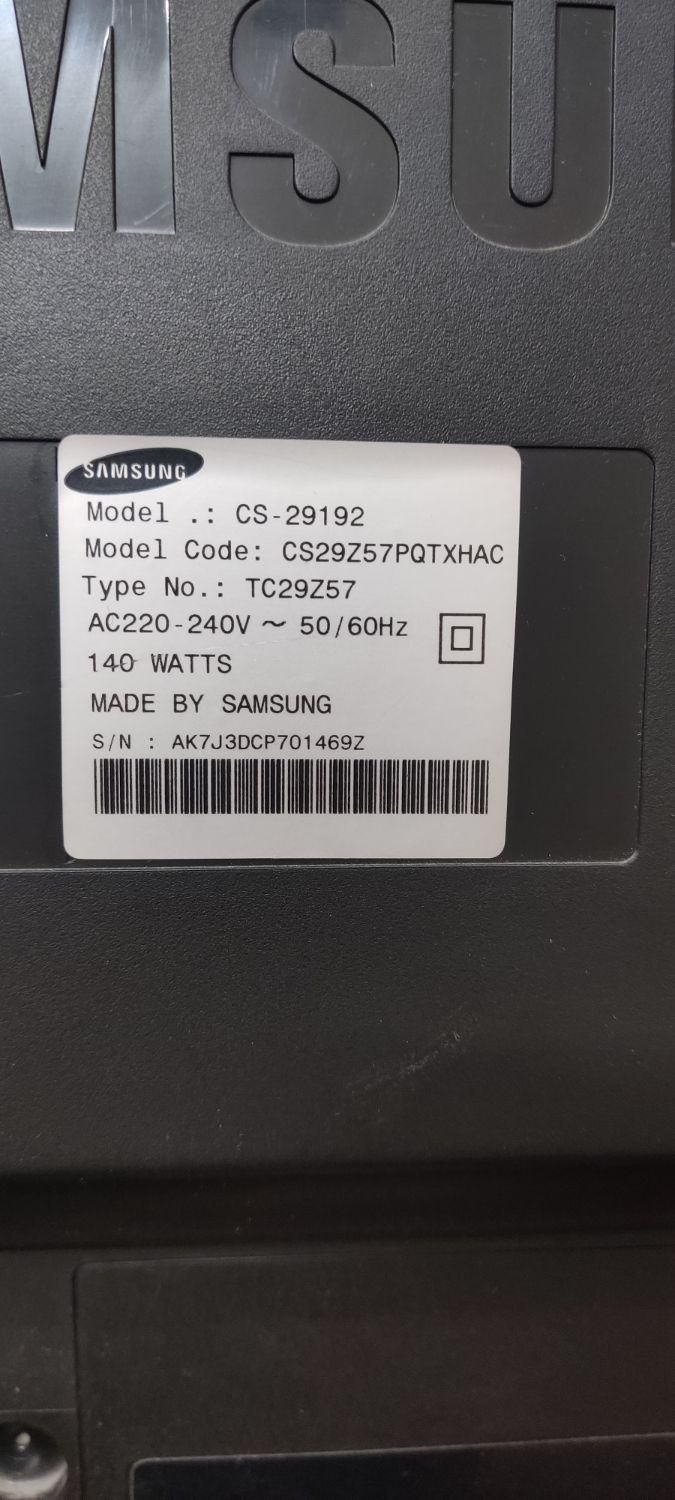 MSU
SAMSUNG
Model .: CS-29192
Model Code: CS29Z57PQTXHAC
Type No.: TC29Z57
AC220-240V ~ 50/60Hz
140 WATTS
MADE BY SAMSUNG
S/N : AK7J3DCP701469Z